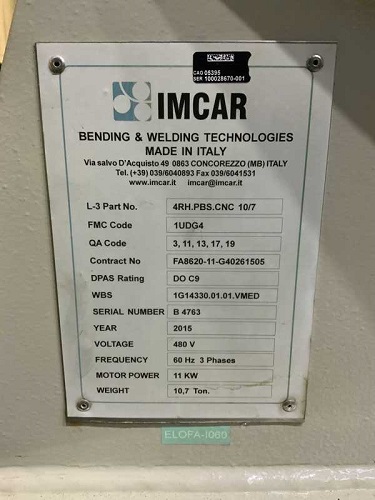 CAG 05395
SER 100028670-001
IMCAR
BENDING & WELDING TECHNOLOGIES
MADE IN ITALY
Via salvo D'Acquisto 49 0863 CONCOREZZO (MB) ITALY
Tel. (+39) 039/6040893 Fax 039/6041531
www.imcar.it imcar@imcar.it
L-3 Part No. 4RH.PBS.CNC 10/7
FMC Code 1UDG4
QA Code 3, 11, 13, 17, 19
Contract No FA8620-11-G40261505
DPAS Rating DO C9
WBS 1G14330.01.01.VMED
SERIAL NUMBER B 4763
YEAR 2015
VOLTAGE 480 V
FREQUENCY 60 Hz 3 Phases
MOTOR POWER 11 KW
WEIGHT 10,7 Ton.
ELOPA-1066